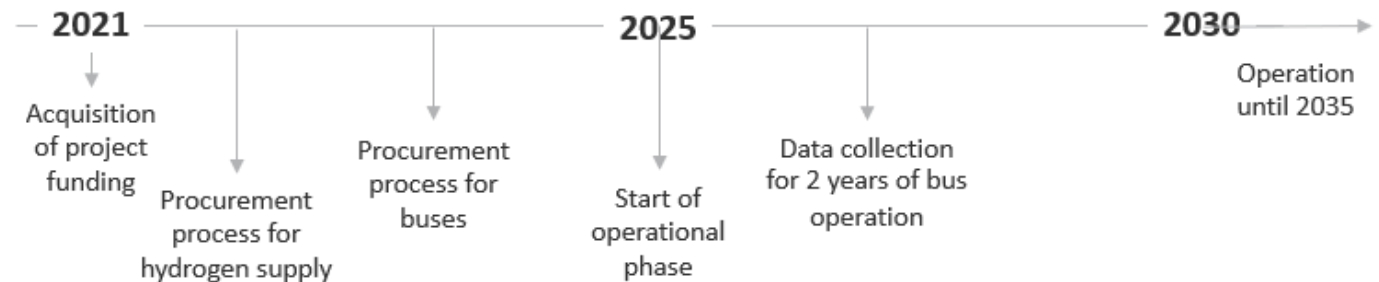 2021
2025
2030
Acquisition
of project
funding
Procurement
process for
hydrogen supply
Procurement
process for
buses
Start of
operational
phase
Data collection
for 2 years of bus
operation
Operation
until 2035